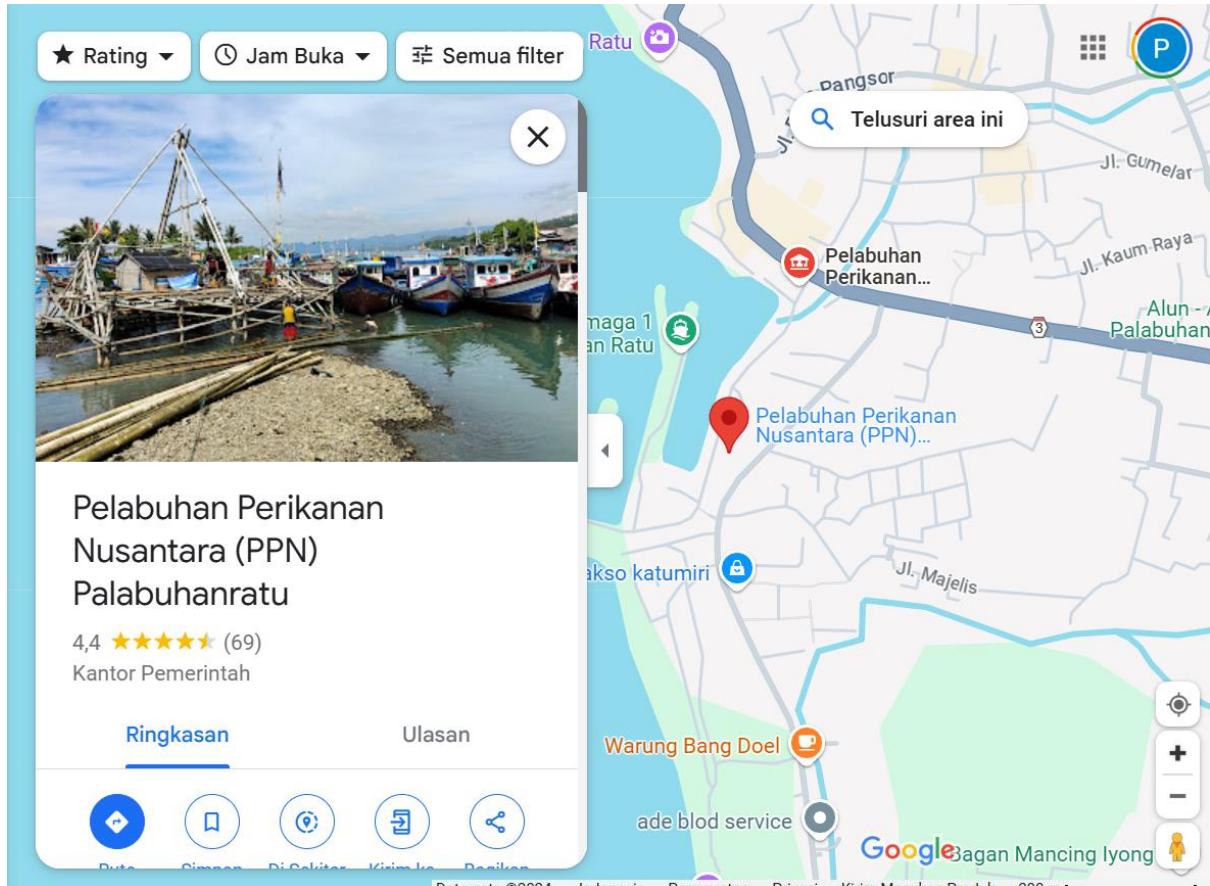 Rating
Jam Buka
Semua filter
Ratu
P
Pangsor
Jl.
Telusuri area ini
Jl. Gumelar
Jl. Kaum Raya
Pelabuhan
Perikanan...
Alun -
Palabuhan
3
maga 1
an Ratu
Pelabuhan Perikanan
Nusantara (PPN)...
Pelabuhan Perikanan
Nusantara (PPN)
Palabuhanratu
4,4 (69)
Kantor Pemerintah
Ringkasan
Ulasan
akso katumiri
Jl. Majelis
Warung Bang Doel
ade blod service
Google
Bagan Mancing Iyong